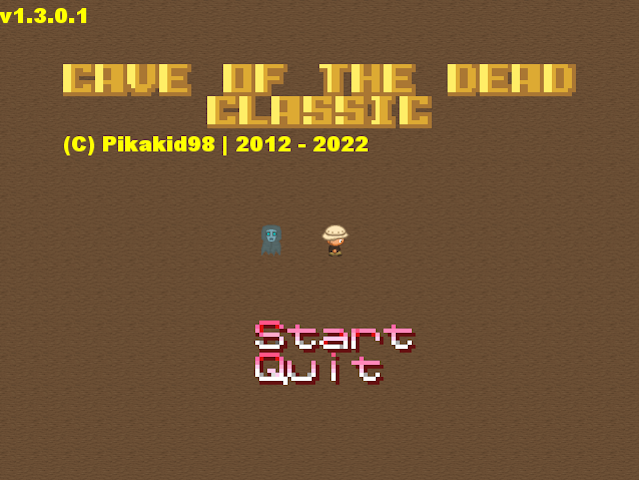 v1.3.0.1
CAVE OF THE DEAD
CLASSIC
(C) Pikakid98 | 2012 - 2022
Start
Quit